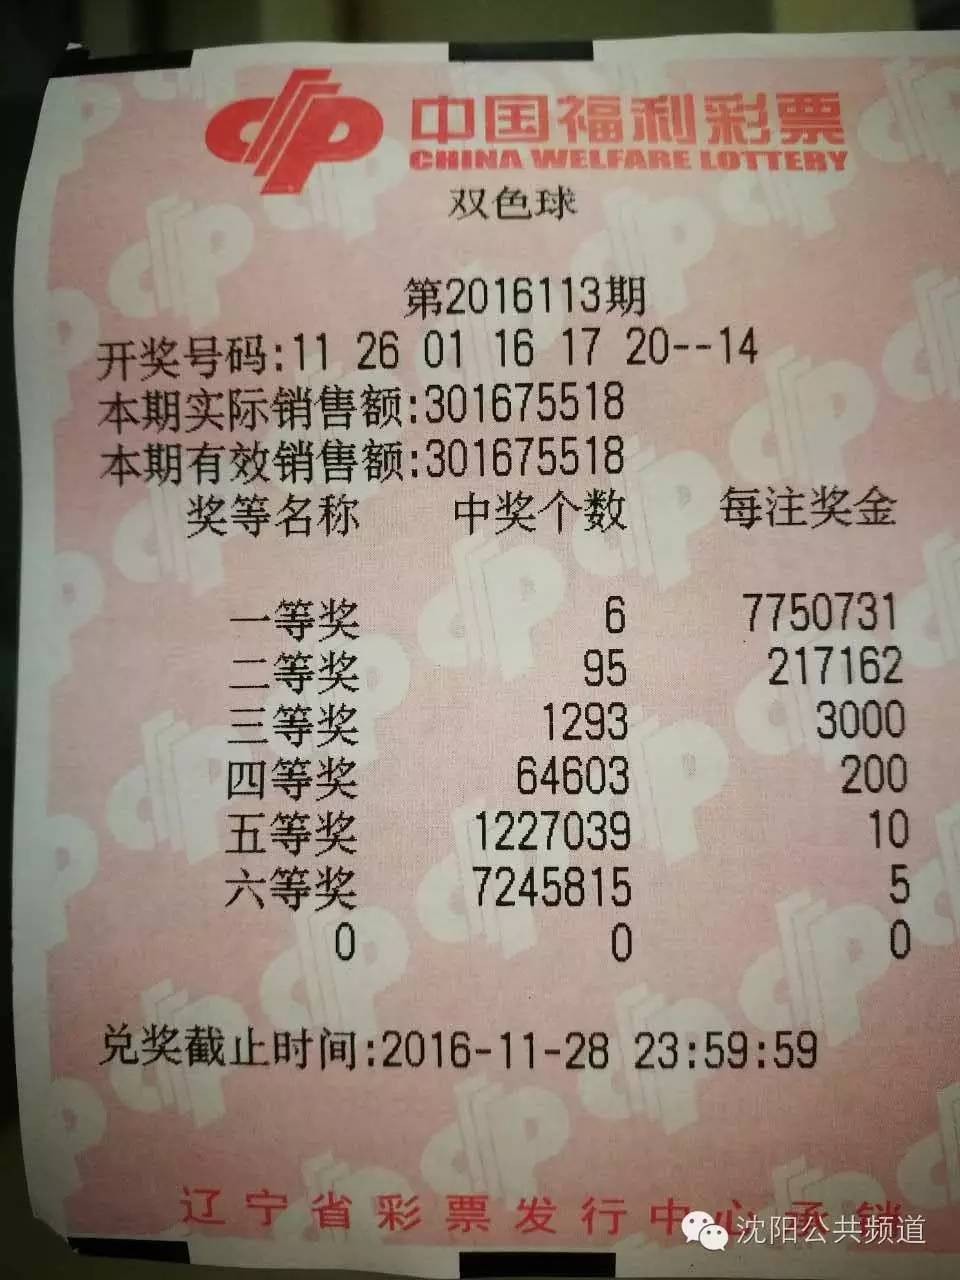 中国福利彩票
CHINA WELFARE LOTTERY
双色球
第2016113期
开奖号码:11 26 01 16 17 20--14
本期实际销售额:301675518
本期有效销售额:301675518
奖等名称 中奖个数 每注奖金
一等奖 6 7750731
二等奖 95 217162
三等奖 1293 3000
四等奖 64603 200
五等奖 1227039 10
六等奖 7245815 5
0 0 0
兑奖截止时间:2016-11-28 23:59:59
辽宁省彩票发行中心承销
沈阳公共频道